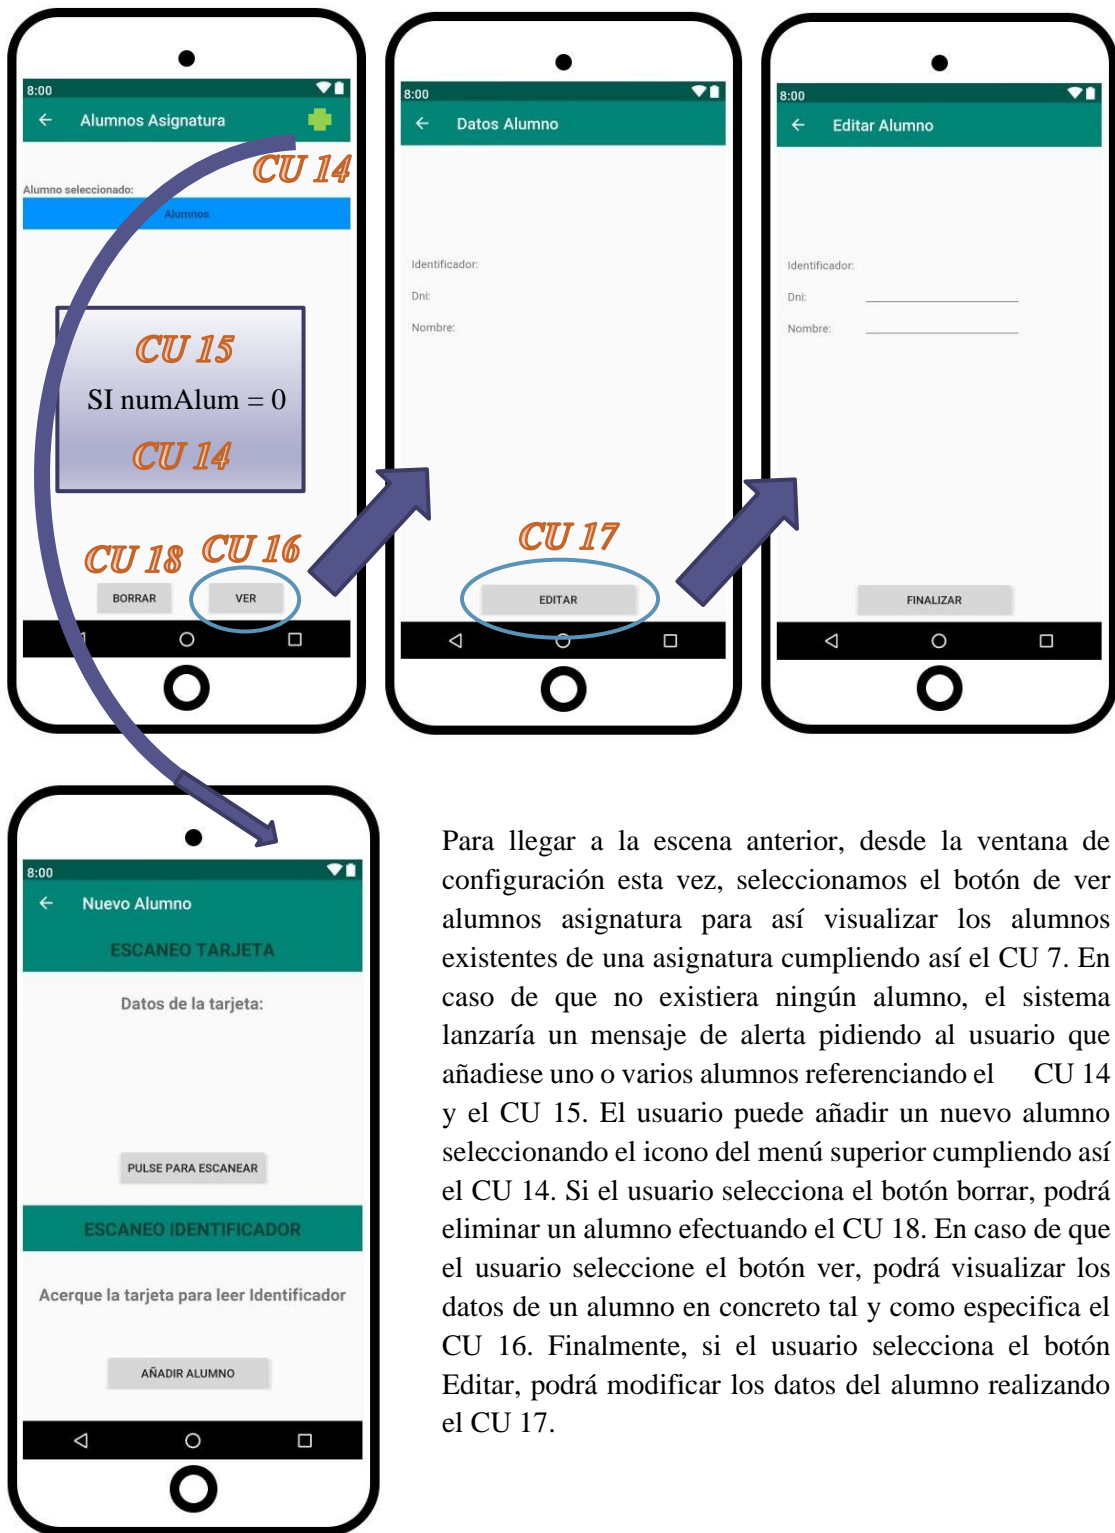 8:00
Alumnos Asignatura
CU 14
Alumno seleccionado:
Alumnos
CU 15
SI numAlum = 0
CU 14
CU 18
CU 16
BORRAR
VER
8:00
Datos Alumno
Identificador:
Dni:
Nombre:
CU 17
EDITAR
8:00
Editar Alumno
Identificador:
Dni:
Nombre:
FINALIZAR
8:00
Nuevo Alumno
ESCANEO TARJETA
Datos de la tarjeta:
PULSE PARA ESCANEAR
ESCANEO IDENTIFICADOR
Acerque la tarjeta para leer Identificador
AÑADIR ALUMNO
Para llegar a la escena anterior, desde la ventana de
configuración esta vez, seleccionamos el botón de ver
alumnos asignatura para así visualizar los alumnos
existentes de una asignatura cumpliendo así el CU 7. En
caso de que no existiera ningún alumno, el sistema
lanzaría un mensaje de alerta pidiendo al usuario que
añadiese uno o varios alumnos referenciando el CU 14
y el CU 15. El usuario puede añadir un nuevo alumno
seleccionando el icono del menú superior cumpliendo así
el CU 14. Si el usuario selecciona el botón borrar, podrá
eliminar un alumno efectuando el CU 18. En caso de que
el usuario seleccione el botón ver, podrá visualizar los
datos de un alumno en concreto tal y como especifica el
CU 16. Finalmente, si el usuario selecciona el botón
Editar, podrá modificar los datos del alumno realizando
el CU 17.